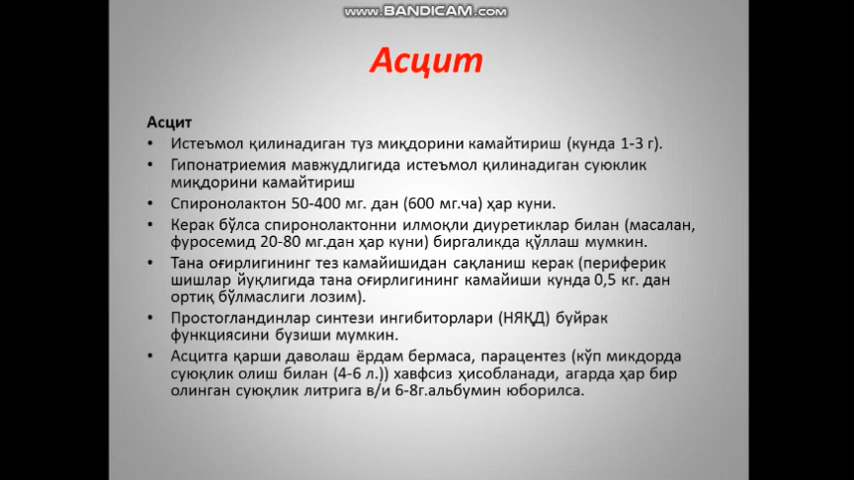 www.BANDICAM.com
Асцит
Асцит
• Истеъмол қилинадиган туз миқдорини камайтириш (кунда 1-3 г).
• Гипонатриемия мавжудлигида истеъмол қилинадиган суюклик
миқдорини камайтириш
• Спиронолактон 50-400 мг. дан (600 мг.ча) ҳар куни.
• Керак бўлса спиронолактонни илмоқли диуретиклар билан (масалан,
фуросемид 20-80 мг.дан ҳар куни) биргаликда қўллаш мумкин.
• Тана оғирлигининг тез камайишидан сақланиш керак (периферик
шишлар йуқлигида тана оғирлигининг камайиши кунда 0,5 кг. дан
ортиқ бўлмаслиги лозим).
• Простогландинлар синтези ингибиторлари (НЯҚД) буйрак
функциясини бузиши мумкин.
• Асцитга қарши даволаш ёрдам бермаса, парацентез (кўп микдорда
суюқлик олиш билан (4-6 л.)) хавфсиз ҳисобланади, агарда ҳар бир
олинган суюқлик литрига в/и 6-8г.альбумин юборилса.